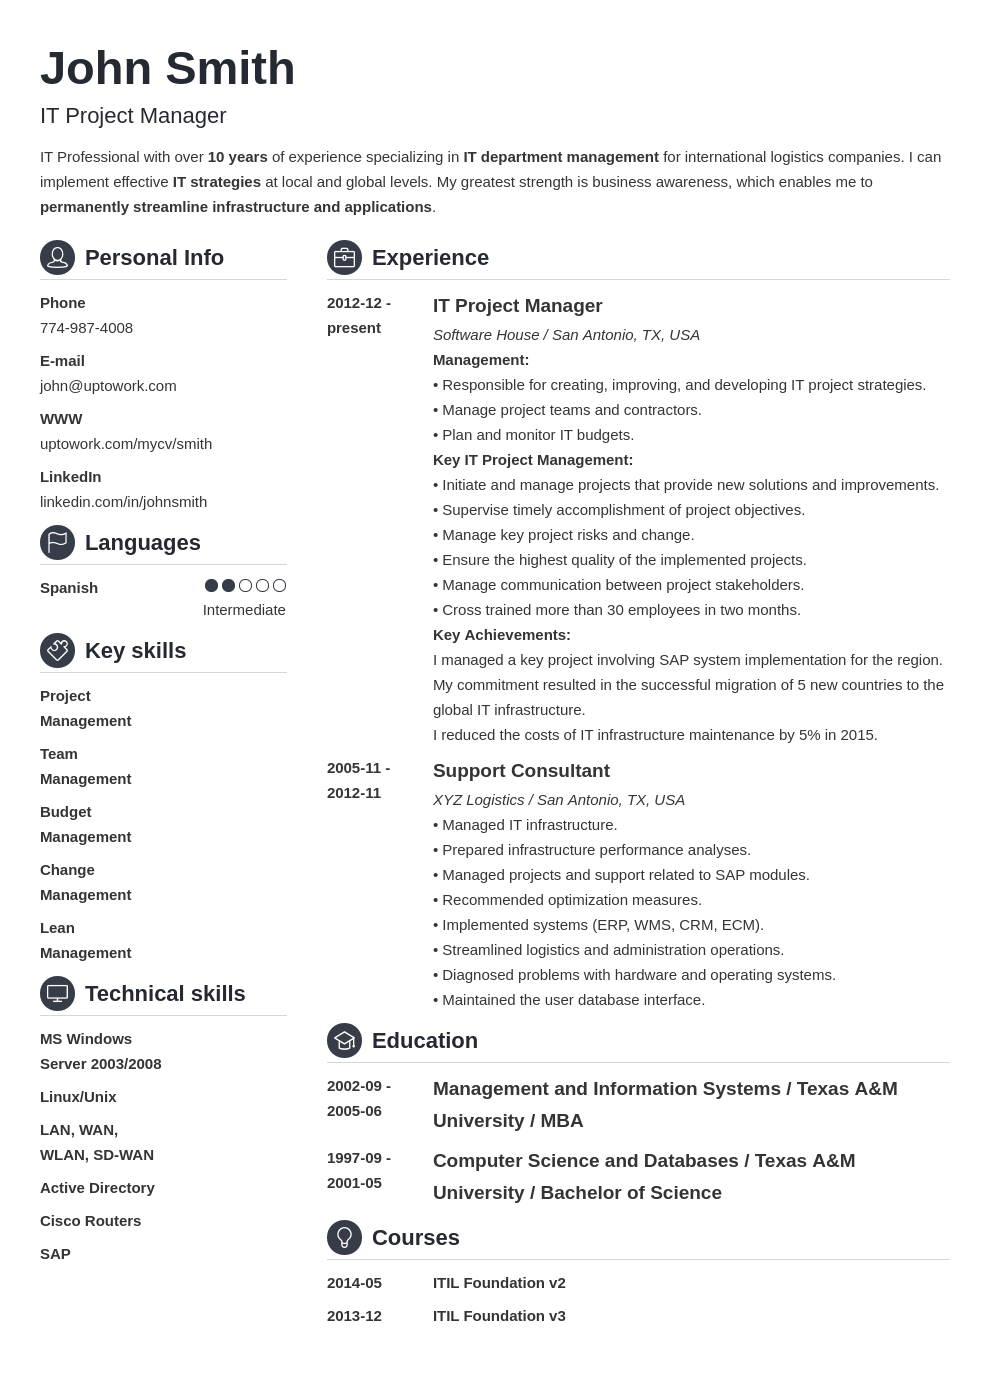 John Smith
IT Project Manager
IT Professional with over 10 years of experience specializing in IT department management for international logistics companies. I can
implement effective IT strategies at local and global levels. My greatest strength is business awareness, which enables me to
permanently streamline infrastructure and applications.
Personal Info
Phone
774-987-4008
E-mail
john@uptowork.com
WWW
uptowork.com/mycv/smith
LinkedIn
linkedin.com/in/johnsmith
Languages
Spanish
Intermediate
Key skills
Project
Management
Team
Management
Budget
Management
Change
Management
Lean
Management
Technical skills
MS Windows
Server 2003/2008
Linux/Unix
LAN, WAN,
WLAN, SD-WAN
Active Directory
Cisco Routers
SAP
Experience
2012-12 -
present
IT Project Manager
Software House / San Antonio, TX, USA
Management:
• Responsible for creating, improving, and developing IT project strategies.
• Manage project teams and contractors.
• Plan and monitor IT budgets.
Key IT Project Management:
• Initiate and manage projects that provide new solutions and improvements.
• Supervise timely accomplishment of project objectives.
• Manage key project risks and change.
• Ensure the highest quality of the implemented projects.
• Manage communication between project stakeholders.
• Cross trained more than 30 employees in two months.
Key Achievements:
I managed a key project involving SAP system implementation for the region.
My commitment resulted in the successful migration of 5 new countries to the
global IT infrastructure.
I reduced the costs of IT infrastructure maintenance by 5% in 2015.
2005-11 -
2012-11
Support Consultant
XYZ Logistics / San Antonio, TX, USA
• Managed IT infrastructure.
• Prepared infrastructure performance analyses.
• Managed projects and support related to SAP modules.
• Recommended optimization measures.
• Implemented systems (ERP, WMS, CRM, ECM).
• Streamlined logistics and administration operations.
• Diagnosed problems with hardware and operating systems.
• Maintained the user database interface.
Education
2002-09 -
2005-06
Management and Information Systems / Texas A&M
University / MBA
1997-09 -
2001-05
Computer Science and Databases / Texas A&M
University / Bachelor of Science
Courses
2014-05
ITIL Foundation v2
2013-12
ITIL Foundation v3